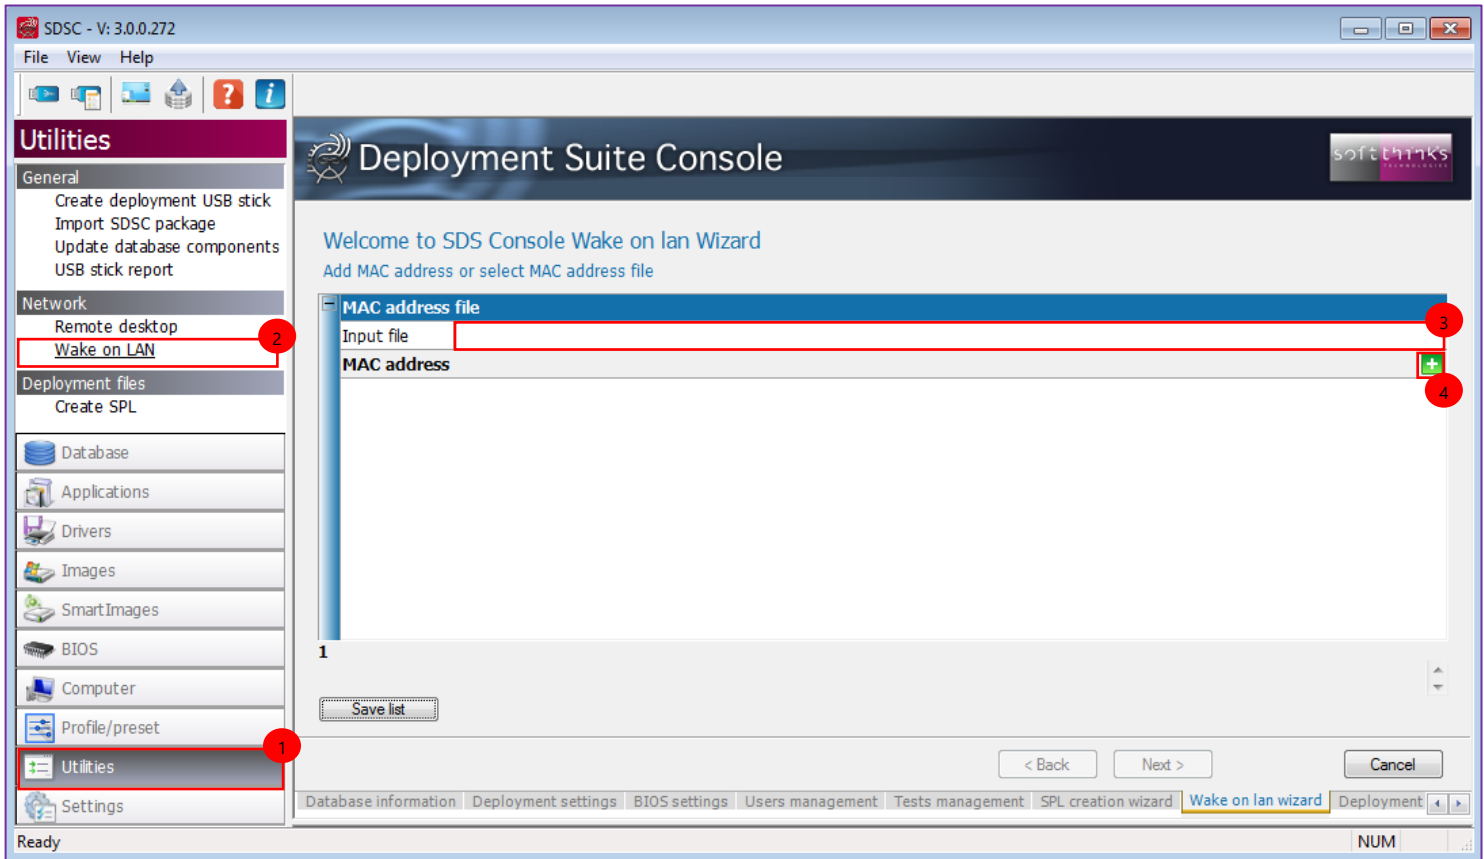 SDSC - V: 3.0.0.272
File View Help
Utilities
General
Create deployment USB stick
Import SDSC package
Update database components
USB stick report
Network
Remote desktop
2
Wake on LAN
Deployment files
Create SPL
Database
Applications
Drivers
Images
SmartImages
BIOS
Computer
Profile/preset
1
Utilities
Settings
Deployment Suite Console
softthinks
TECHNOLOGIES
Welcome to SDS Console Wake on lan Wizard
Add MAC address or select MAC address file
MAC address file
3
Input file
MAC address
4
1
Save list
< Back Next > Cancel
Database information Deployment settings BIOS settings Users management Tests management SPL creation wizard Wake on lan wizard Deployment
Ready NUM